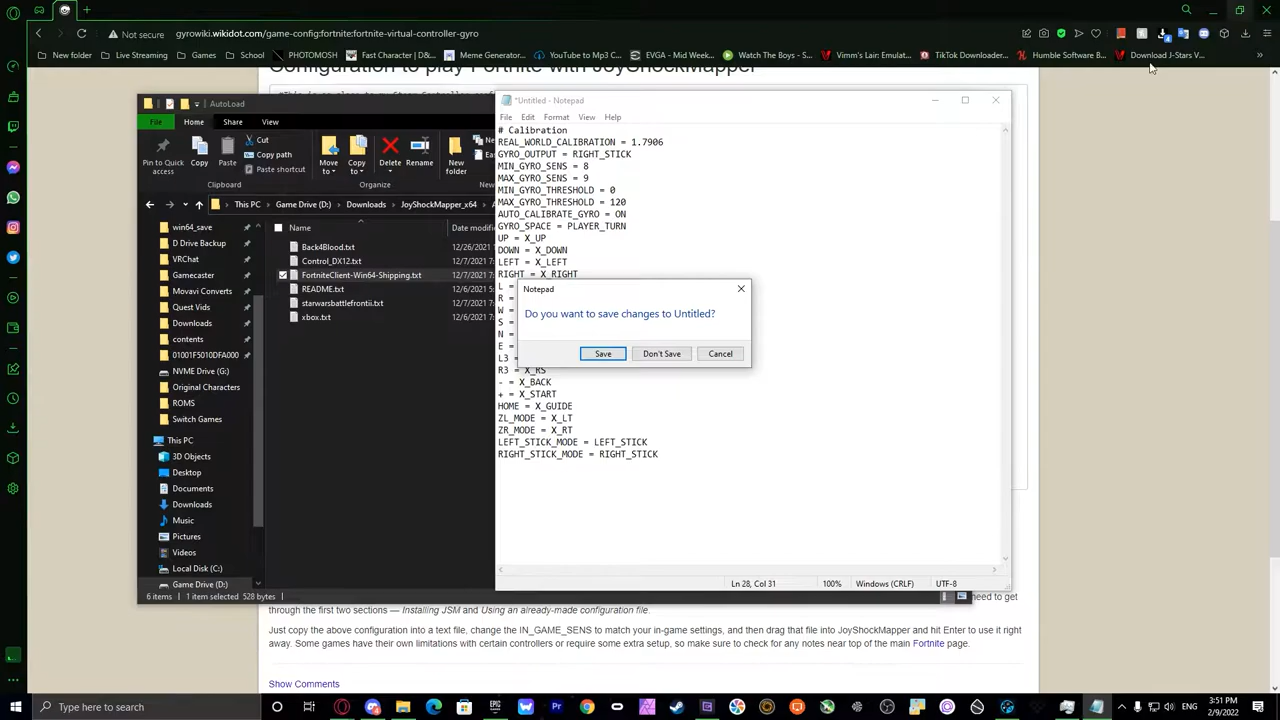 Not secure
gyrowiki.wikidot.com/game-config:fortnite:fortnite-virtual-controller-gyro
New folder
Live Streaming
Games
School
PHOTOMOSH
Fast Character | D&...
Meme Generator...
YouTube to Mp3 C...
EVGA - Mid Week...
Watch The Boys - S...
Vimm's Lair: Emulat...
TikTok Downloader...
Humble Software B...
Download J-Stars V...
»
Configuration to play Fortnite with JoyShockMapper
AutoLoad
File
Home
Share
View
Pin to Quick access
Copy
Paste
Cut
Copy path
Paste shortcut
Clipboard
Move to
Copy to
Delete
Rename
Organize
New folder
This PC > Game Drive (D:) > Downloads > JoyShockMapper_x64 >
win64_save
D Drive Backup
VRChat
Gamecaster
Movavi Converts
Quest Vids
Downloads
contents
01001F5010DFA000
NVME Drive (G:)
Original Characters
ROMS
Switch Games
This PC
3D Objects
Desktop
Documents
Downloads
Music
Pictures
Videos
Local Disk (C:)
Game Drive (D:)
Name
Date modified
Back4Blood.txt 12/26/2021
Control_DX12.txt 12/7/2021
FortniteClient-Win64-Shipping.txt 12/7/2021
README.txt 12/6/2021
starwarsbattlefrontii.txt 12/7/2021
xbox.txt 12/6/2021
6 items
1 item selected 528 bytes
*Untitled - Notepad
File
Edit
Format
View
Help
# Calibration
REAL_WORLD_CALIBRATION = 1.7906
GYRO_OUTPUT = RIGHT_STICK
MIN_GYRO_SENS = 8
MAX_GYRO_SENS = 9
MIN_GYRO_THRESHOLD = 0
MAX_GYRO_THRESHOLD = 120
AUTO_CALIBRATE_GYRO = ON
GYRO_SPACE = PLAYER_TURN
UP = X_UP
DOWN = X_DOWN
LEFT = X_LEFT
RIGHT = X_RIGHT
L =
R =
W =
S =
N =
E =
L3 =
R3 = X_RS
- = X_BACK
+ = X_START
HOME = X_GUIDE
ZL_MODE = X_LT
ZR_MODE = X_RT
LEFT_STICK_MODE = LEFT_STICK
RIGHT_STICK_MODE = RIGHT_STICK
Notepad
Do you want to save changes to Untitled?
Save
Don't Save
Cancel
Ln 28, Col 31
100%
Windows (CRLF)
UTF-8
need to get
through the first two sections — Installing JSM and Using an already-made configuration file.
Just copy the above configuration into a text file, change the IN_GAME_SENS to match your in-game settings, and then drag that file into JoyShockMapper and hit Enter to use it right
away. Some games have their own limitations with certain controllers or require some extra setup, so make sure to check for any notes near top of the main Fortnite page.
Show Comments
Type here to search
ENG
3:51 PM
2/9/2022